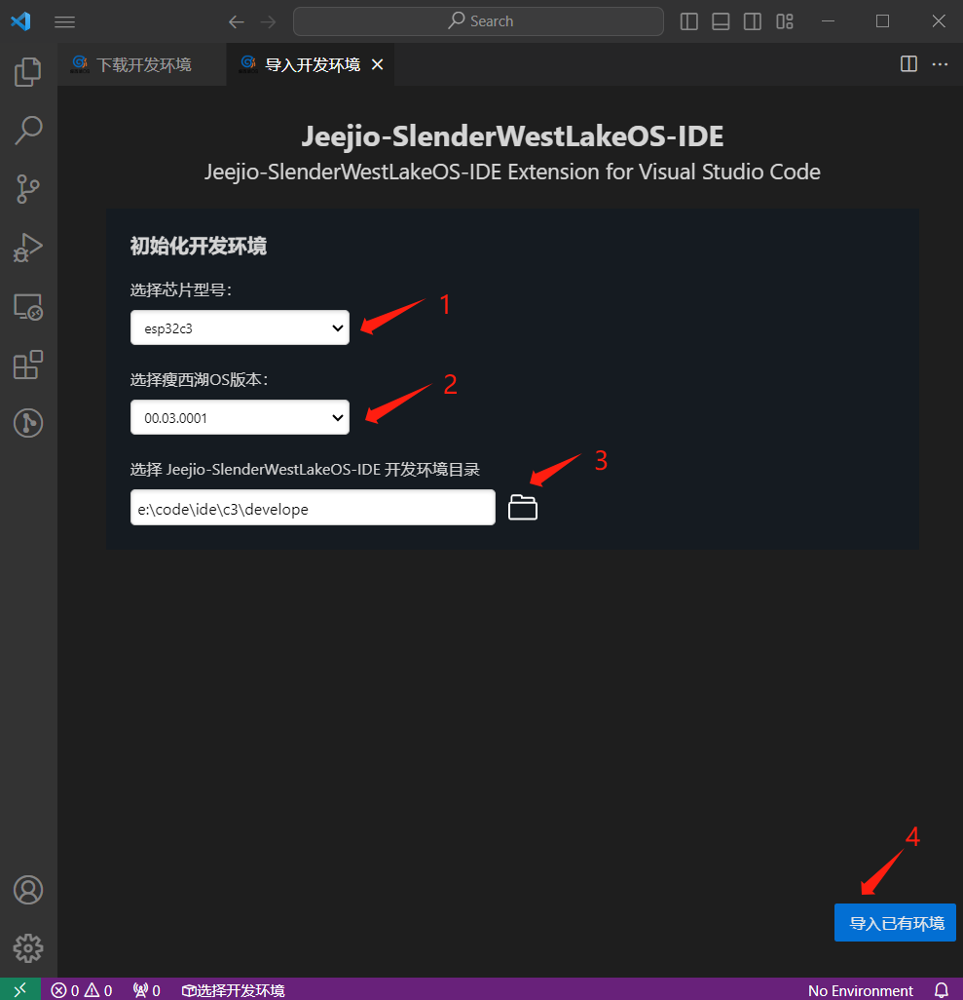 Search
下载开发环境
导入开发环境
Jeejio-SlenderWestLakeOS-IDE
Jeejio-SlenderWestLakeOS-IDE Extension for Visual Studio Code
初始化开发环境
选择芯片型号：
1
esp32c3
选择瘦西湖OS版本：
2
00.03.0001
选择 Jeejio-SlenderWestLakeOS-IDE 开发环境目录
3
e:\code\ide\c3\develope
4
导入已有环境
0 0 0 选择开发环境 No Environment